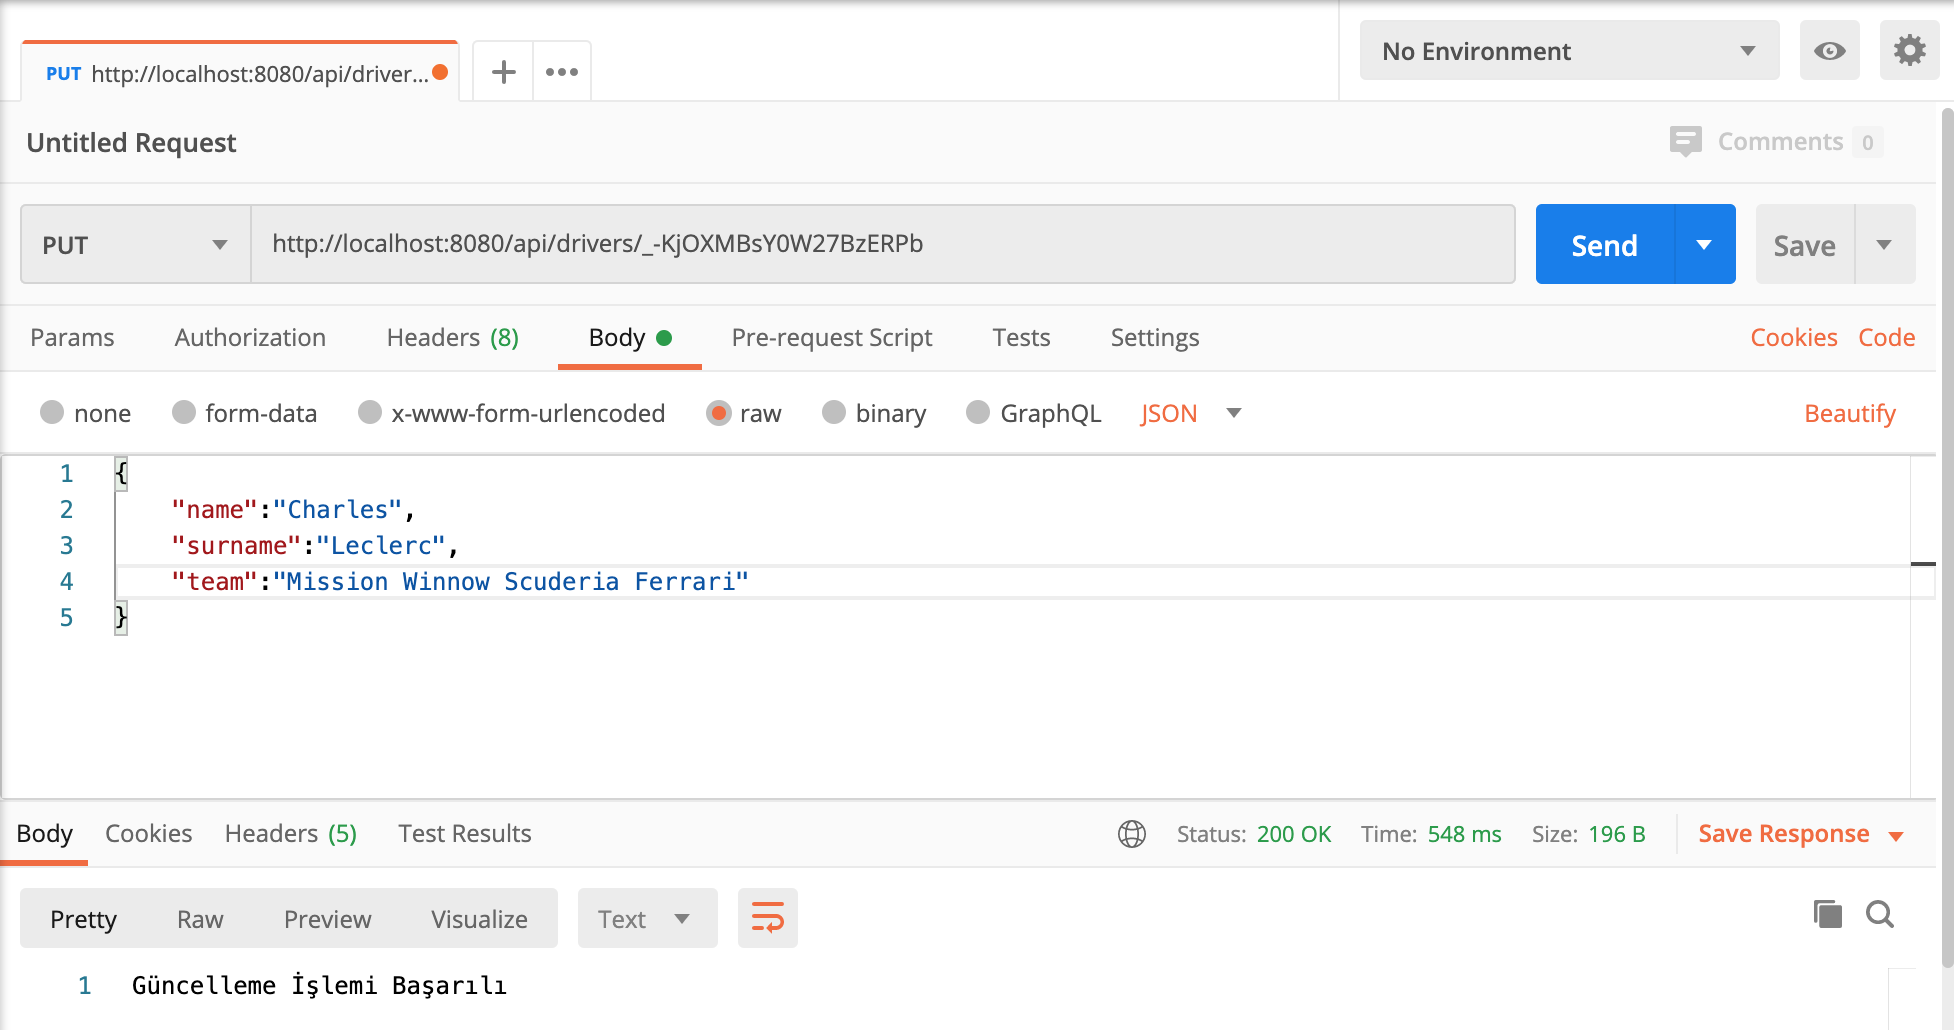 PUT http://localhost:8080/api/driver...
No Environment
Untitled Request
Comments 0
PUT http://localhost:8080/api/drivers/_-KjOXMBsY0W27BzERPb Send Save
Params Authorization Headers (8) Body Pre-request Script Tests Settings Cookies Code
none form-data x-www-form-urlencoded raw binary GraphQL JSON Beautify
1 {
2 "name":"Charles",
3 "surname":"Leclerc",
4 "team":"Mission Winnow Scuderia Ferrari"
5 }
Body Cookies Headers (5) Test Results Status: 200 OK Time: 548 ms Size: 196 B Save Response
Pretty Raw Preview Visualize Text
1 Güncelleme İşlemi Başarılı